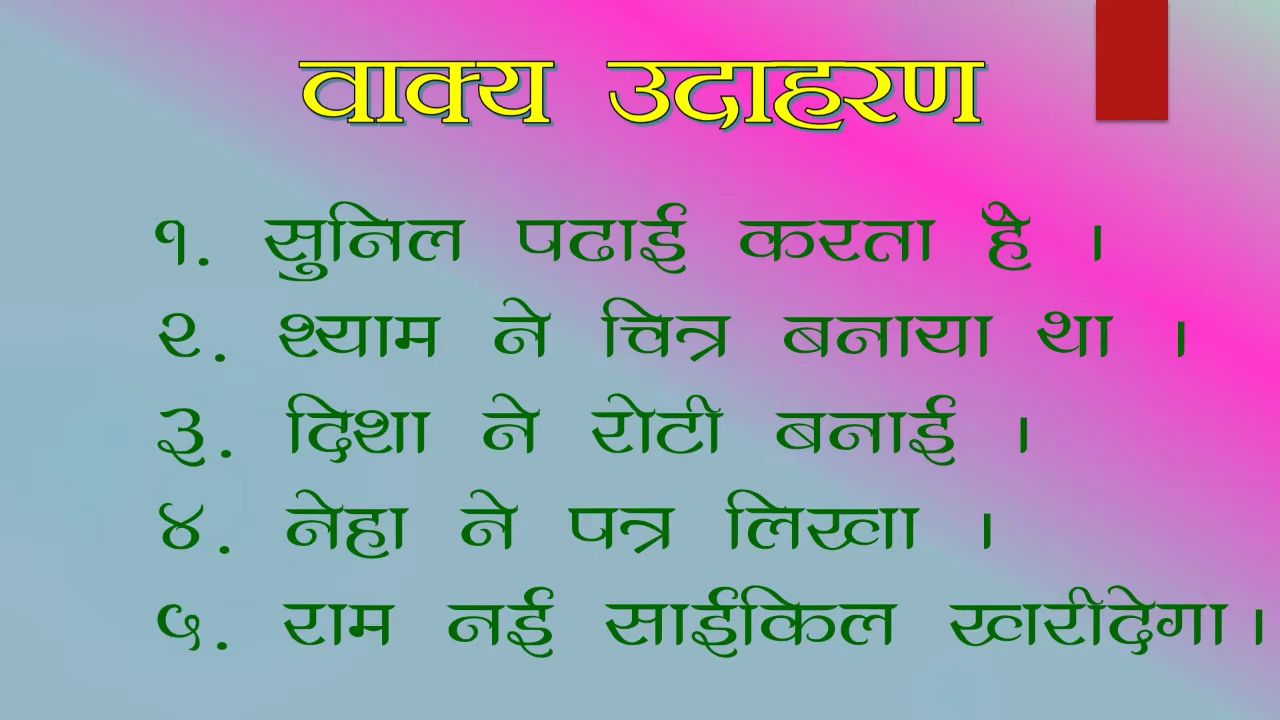 वाक्य उदाहरण
१. सुनिल पढाई करता है ।
२. श्याम ने चित्र बनाया था ।
३. दिशा ने रोटी बनाई ।
४. नेहा ने पत्र लिखा ।
५. राम नई साईकिल खरीदेगा ।